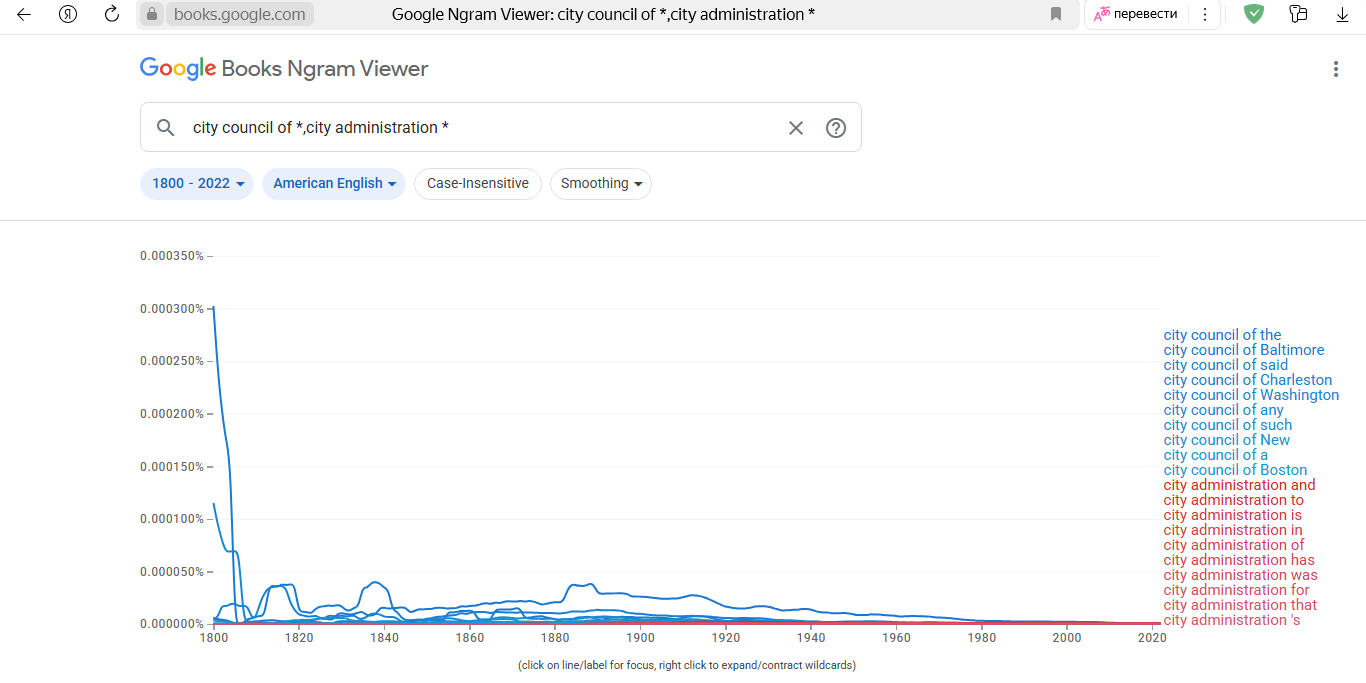 books.google.com
Google Ngram Viewer: city council of *,city administration *
перевести
Google Books Ngram Viewer
city council of *,city administration *
1800 - 2022
American English
Case-Insensitive
Smoothing
0.000350%
0.000300%
0.000250%
0.000200%
0.000150%
0.000100%
0.000050%
0.000000%
1800 1820 1840 1860 1880 1900 1920 1940 1960 1980 2000 2020
city council of the
city council of Baltimore
city council of said
city council of Charleston
city council of Washington
city council of any
city council of such
city council of New
city council of a
city council of Boston
city administration and
city administration to
city administration is
city administration in
city administration of
city administration has
city administration was
city administration for
city administration that
city administration 's
(click on line/label for focus, right click to expand/contract wildcards)